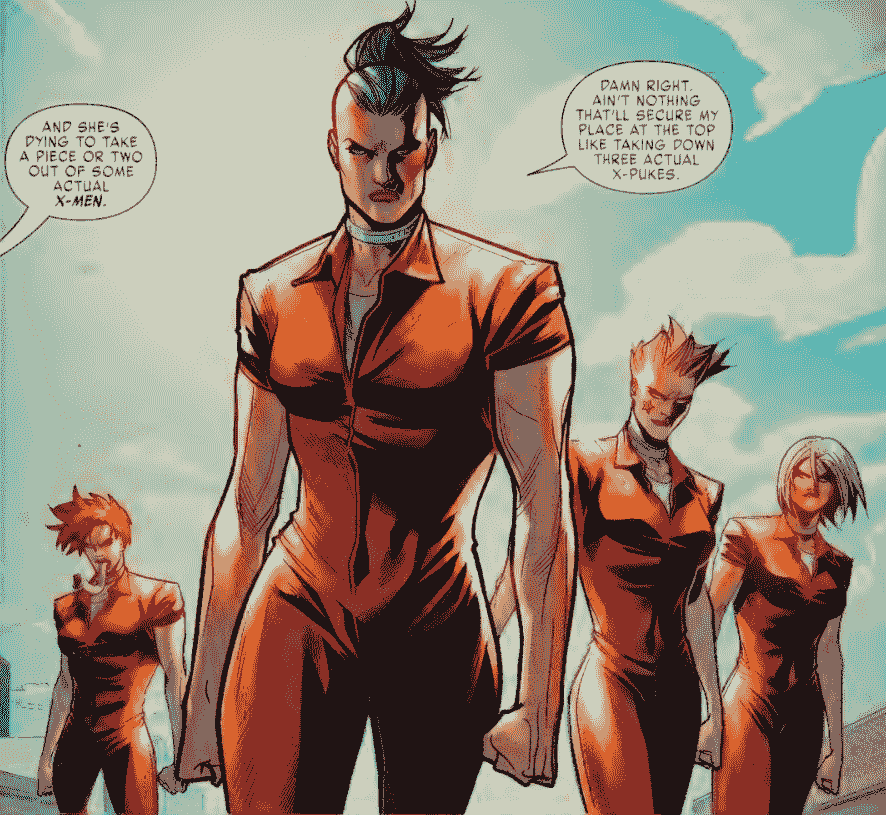 AND SHE'S
DYING TO TAKE
A PIECE OR TWO
OUT OF SOME
ACTUAL
X-MEN.
DAMN RIGHT.
AIN'T NOTHING
THAT'LL SECURE MY
PLACE AT THE TOP
LIKE TAKING DOWN
THREE ACTUAL
X-PUKES.